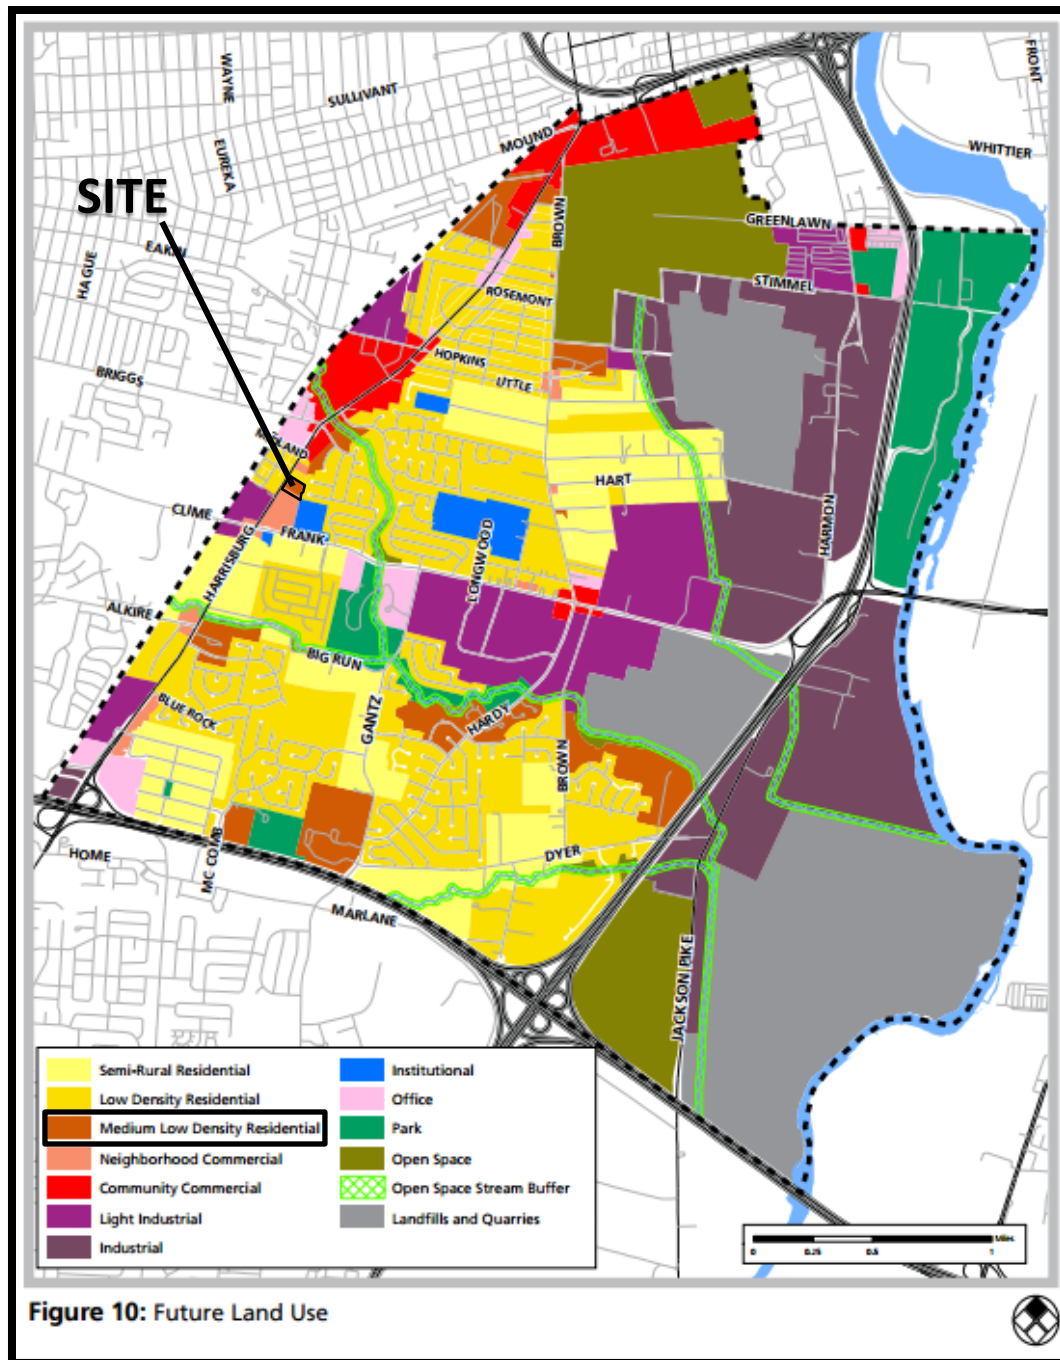 WAYNE
SULLIVANT
FRONT
EUREKA
MOUND
WHITTIER
SITE
BROWN
GREENLAWN
EAKIN
HAGUE
STIMMEL
ROSEMONT
HOPKINS
LITTLE
BRIGGS
HART
CLIME
FRANK
LONGWOOD
HARMON
HARRISBURG
ALKIRE
BIG RUN
BLUE ROCK
GANTZ
HARDY
BROWN
DYER
HOME
MC COMB
MARLANE
JACKSON PIKE
Semi-Rural Residential
Low Density Residential
Medium Low Density Residential
Neighborhood Commercial
Community Commercial
Light Industrial
Industrial
Institutional
Office
Park
Open Space
Open Space Stream Buffer
Landfills and Quarries
Miles
0 0.25 0.5 1
Figure 10: Future Land Use